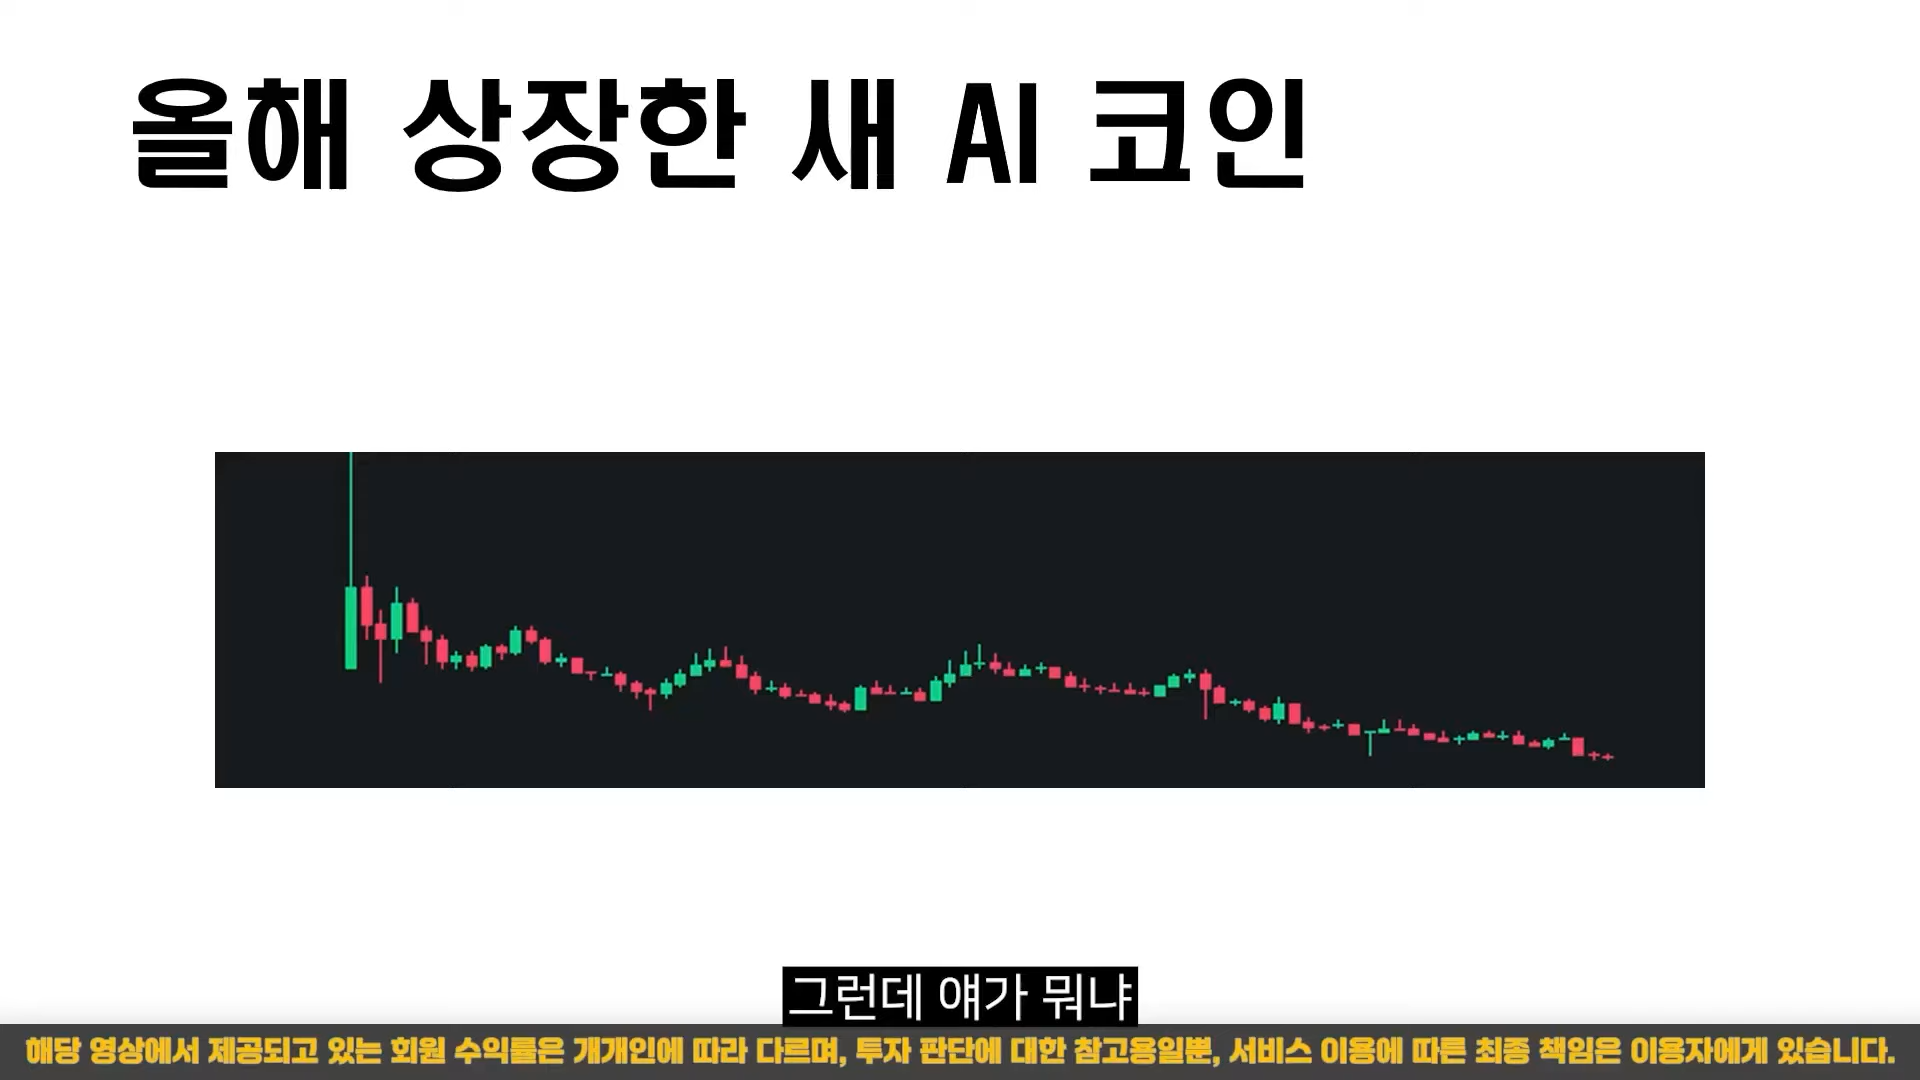 올해 상장한 새 AI 코인
그런데 얘가 뭐냐
해당 영상에서 제공되고 있는 회원 수익률은 개개인에 따라 다르며, 투자 판단에 대한 참고용일뿐, 서비스 이용에 따른 최종 책임은 이용자에게 있습니다.